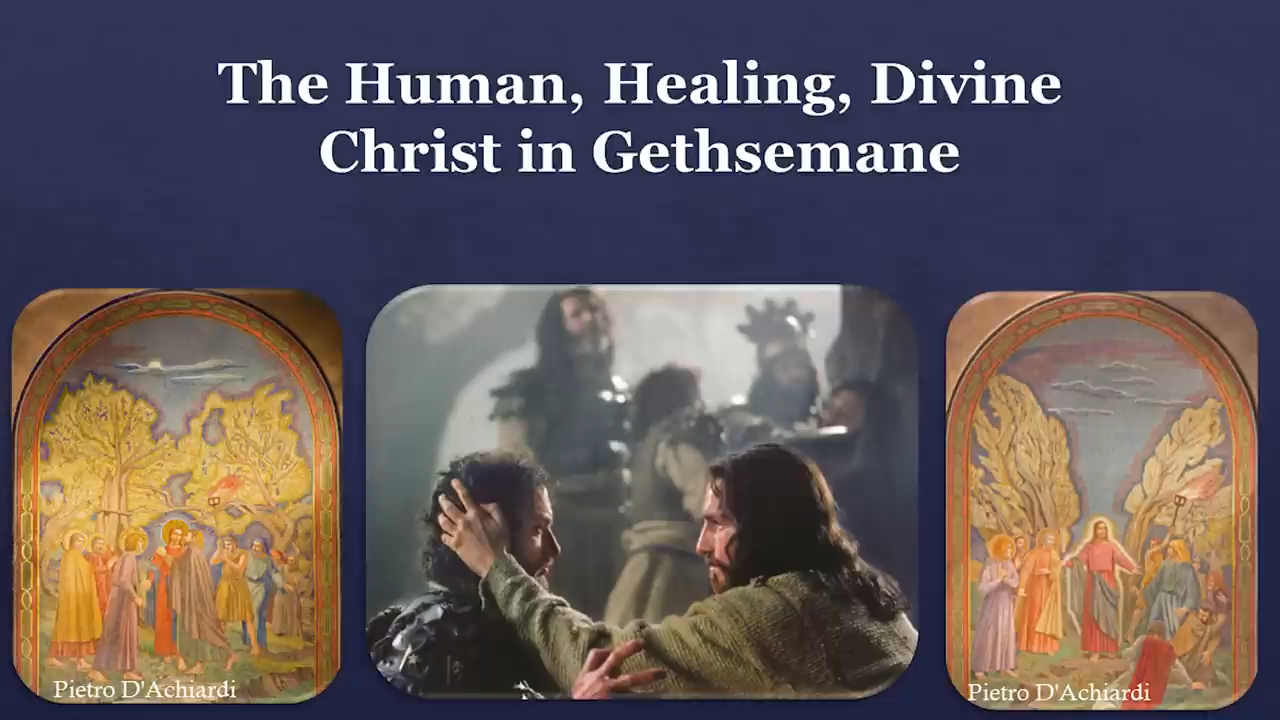 The Human, Healing, Divine
Christ in Gethsemane
Pietro D'Achiardi
Pietro D'Achiardi